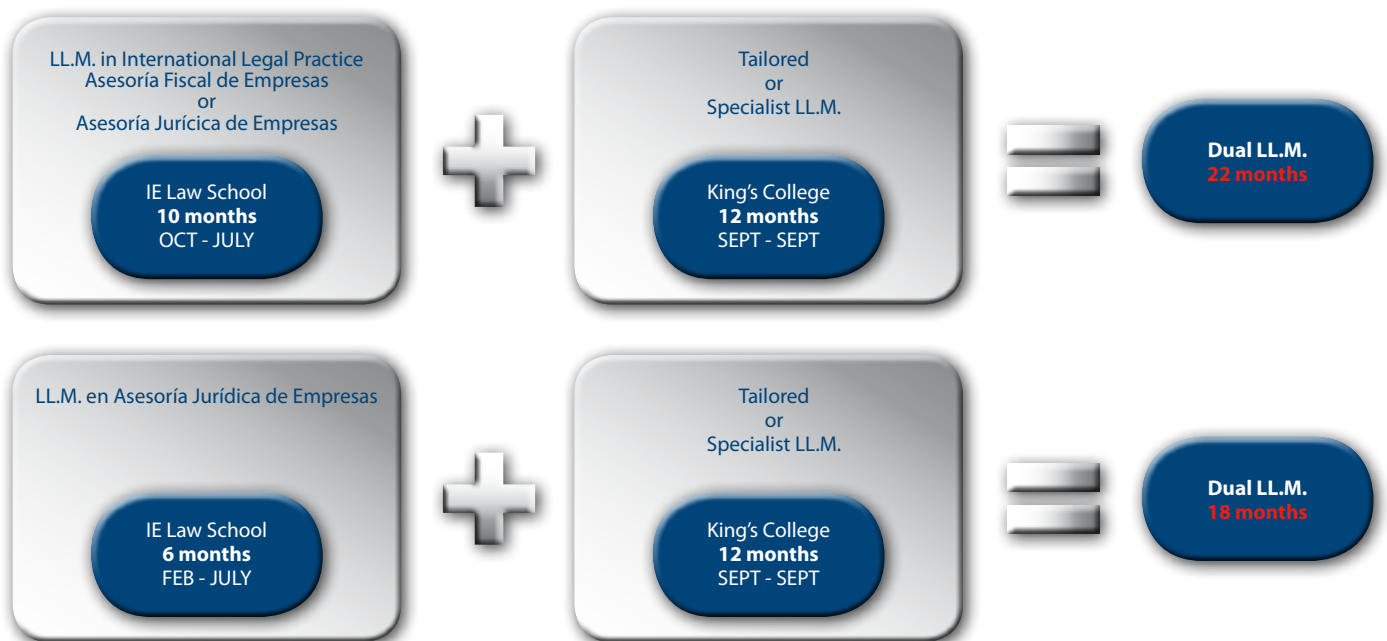 LL.M. in International Legal Practice
Asesoría Fiscal de Empresas
or
Asesoría Jurícica de Empresas
IE Law School
10 months
OCT - JULY
Tailored
or
Specialist LL.M.
King's College
12 months
SEPT - SEPT
Dual LL.M.
22 months
LL.M. en Asesoría Jurídica de Empresas
IE Law School
6 months
FEB - JULY
Tailored
or
Specialist LL.M.
King's College
12 months
SEPT - SEPT
Dual LL.M.
18 months